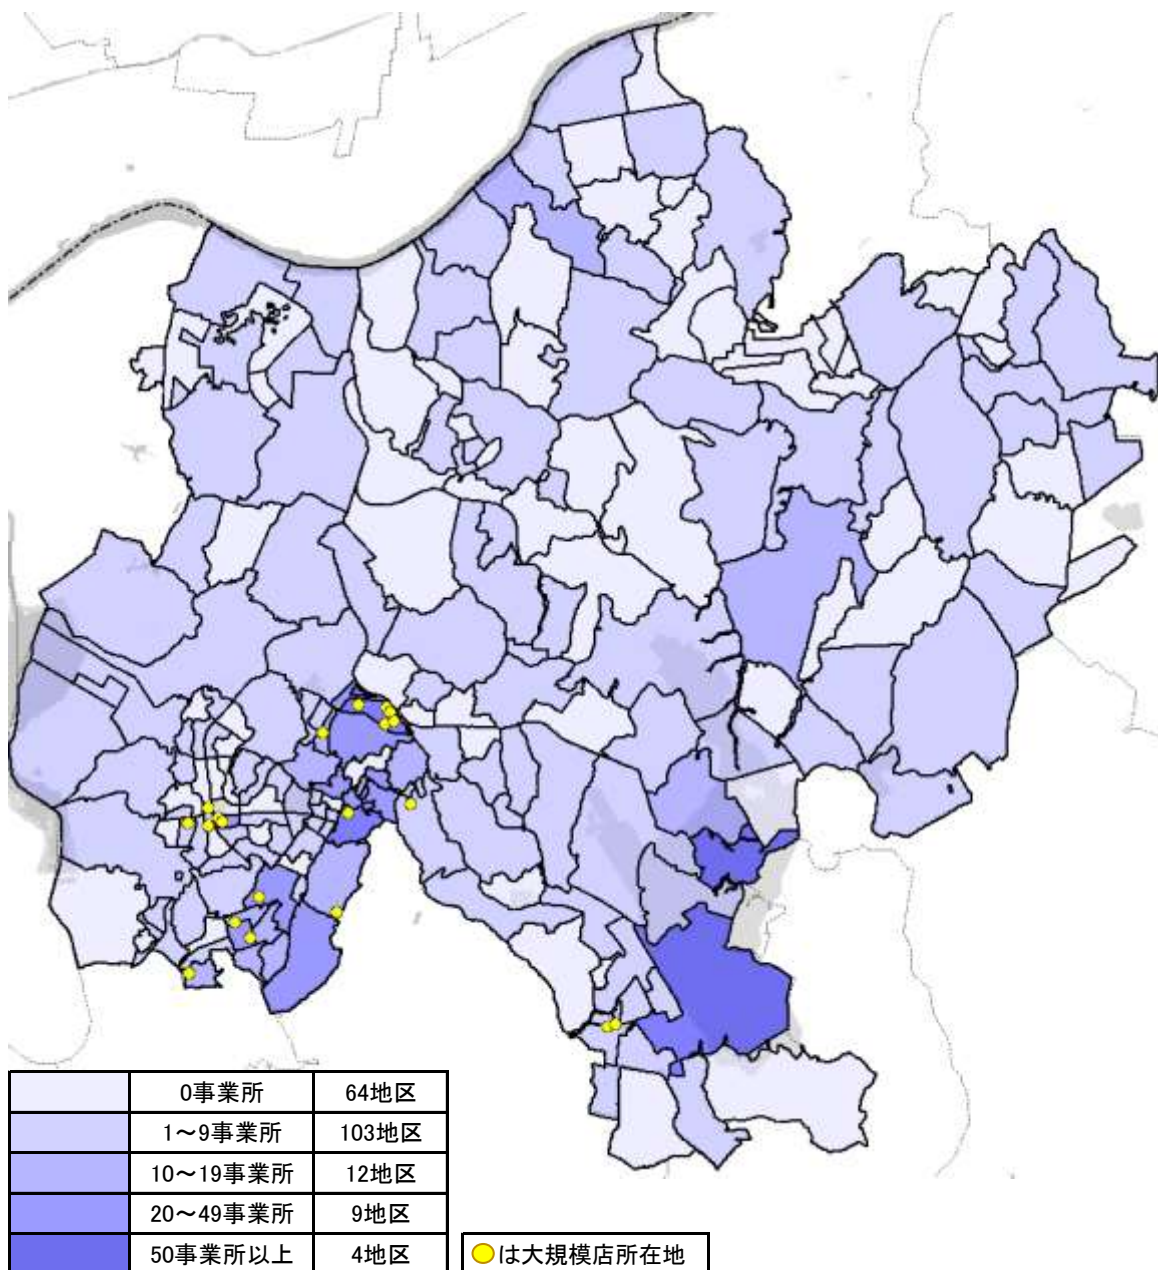 0事業所 64地区
1～9事業所 103地区
10～19事業所 12地区
20～49事業所 9地区
50事業所以上 4地区
は大規模店所在地